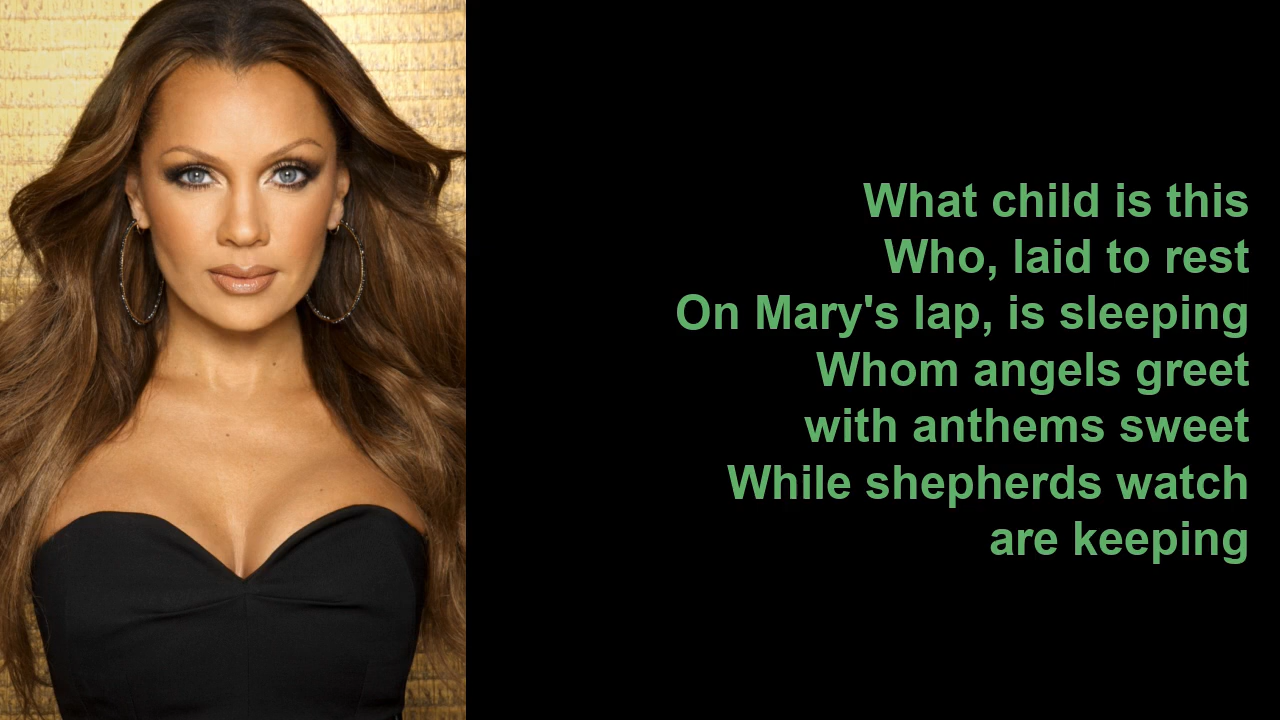 What child is this
Who, laid to rest
On Mary's lap, is sleeping
Whom angels greet
with anthems sweet
While shepherds watch
are keeping